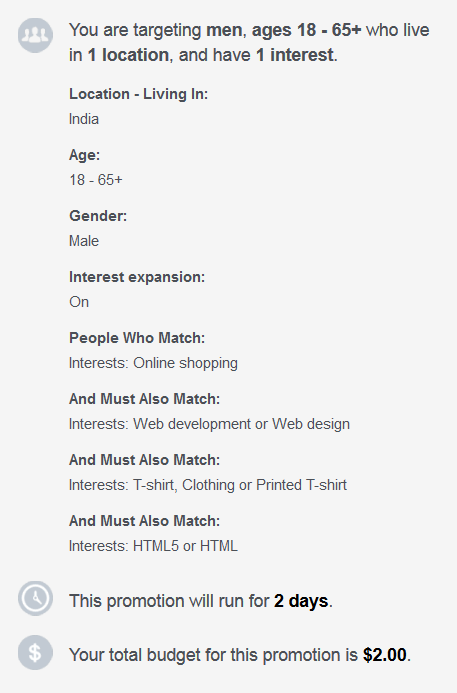 You are targeting men, ages 18 - 65+ who live
in 1 location, and have 1 interest.
Location - Living In:
India
Age:
18 - 65+
Gender:
Male
Interest expansion:
On
People Who Match:
Interests: Online shopping
And Must Also Match:
Interests: Web development or Web design
And Must Also Match:
Interests: T-shirt, Clothing or Printed T-shirt
And Must Also Match:
Interests: HTML5 or HTML
This promotion will run for 2 days.
$
Your total budget for this promotion is $2.00.